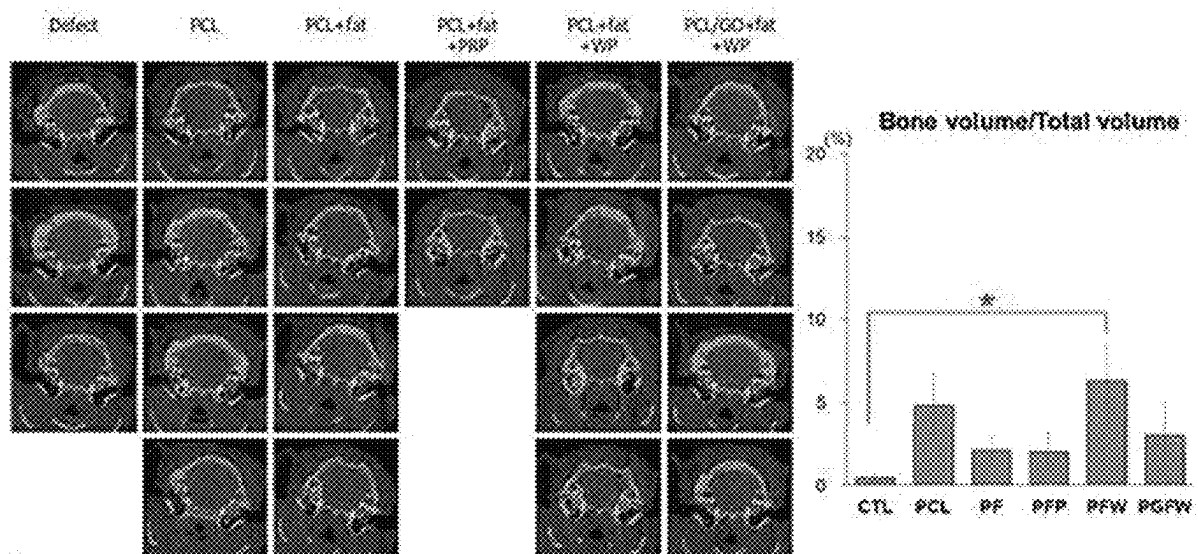 Defect PCL PCL+fat PCL+fat PCL+fat PCL/GO+fat
+PRP +WP +WP
Bone volume/Total volume
(%)
20
15
*
10
5
0
CTL PCL PF PFP PFW PGFW